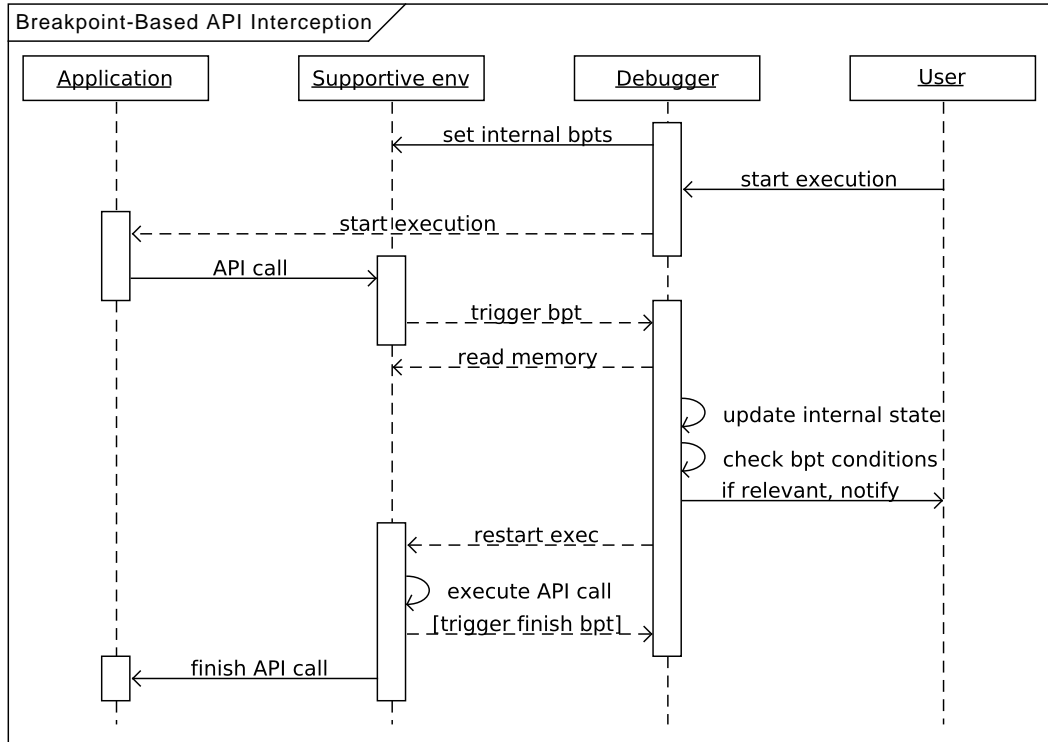 Breakpoint-Based API Interception
Application
Supportive env
Debugger
User
set internal bpts
start execution
start execution
API call
trigger bpt
read memory
update internal state
check bpt conditions
if relevant, notify
restart exec
execute API call
[trigger finish bpt]
finish API call